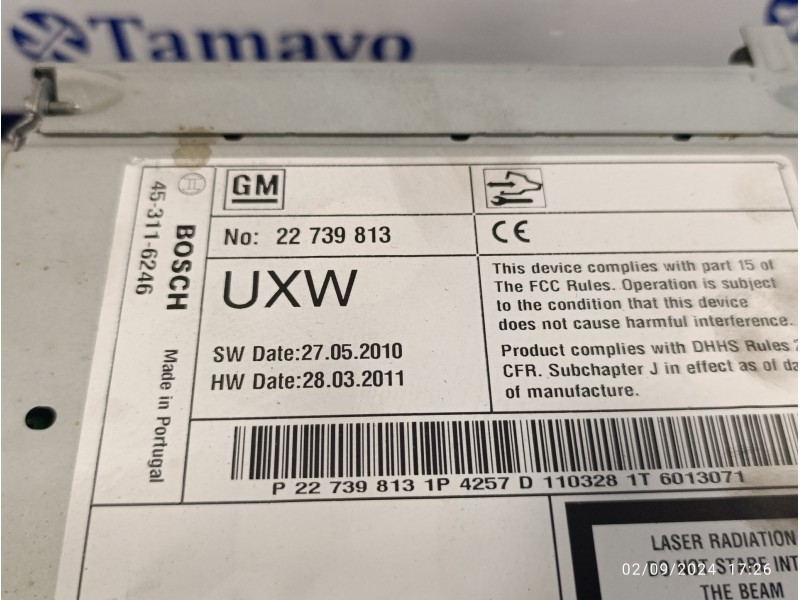 Tamavo
GM
No: 22 739 813
CE
UXW
SW Date:27.05.2010
HW Date:28.03.2011
This device complies with part 15 of
The FCC Rules. Operation is subject
to the condition that this device
does not cause harmful interference.
Product complies with DHHS Rules
CFR. Subchapter J in effect as of
of manufacture.
BOSCH
Made in Portugal
45-311-6246
P 22 739 813 1P 4257 D 110328 1T 6013071
LASER RADIATION
DO NOT STARE
THE BEAM
02/09/2024 17:26